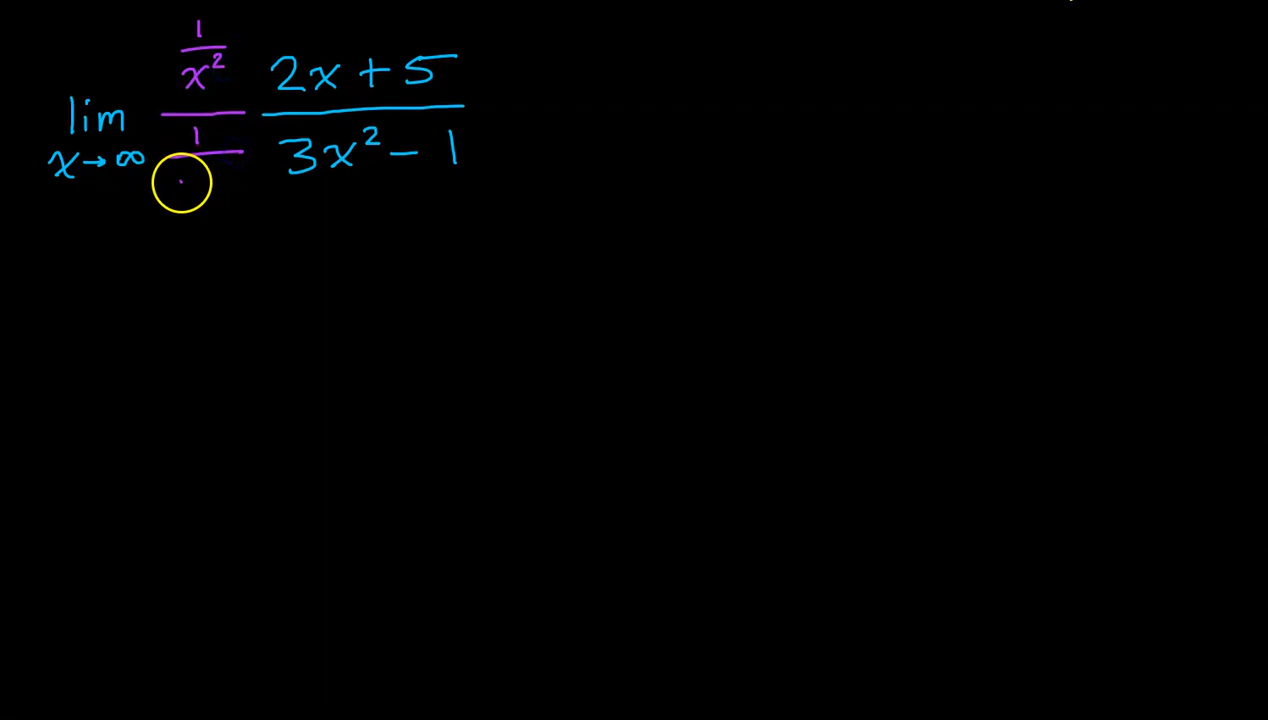 1
x² 2x + 5
lim
1
x→∞ 3x² - 1